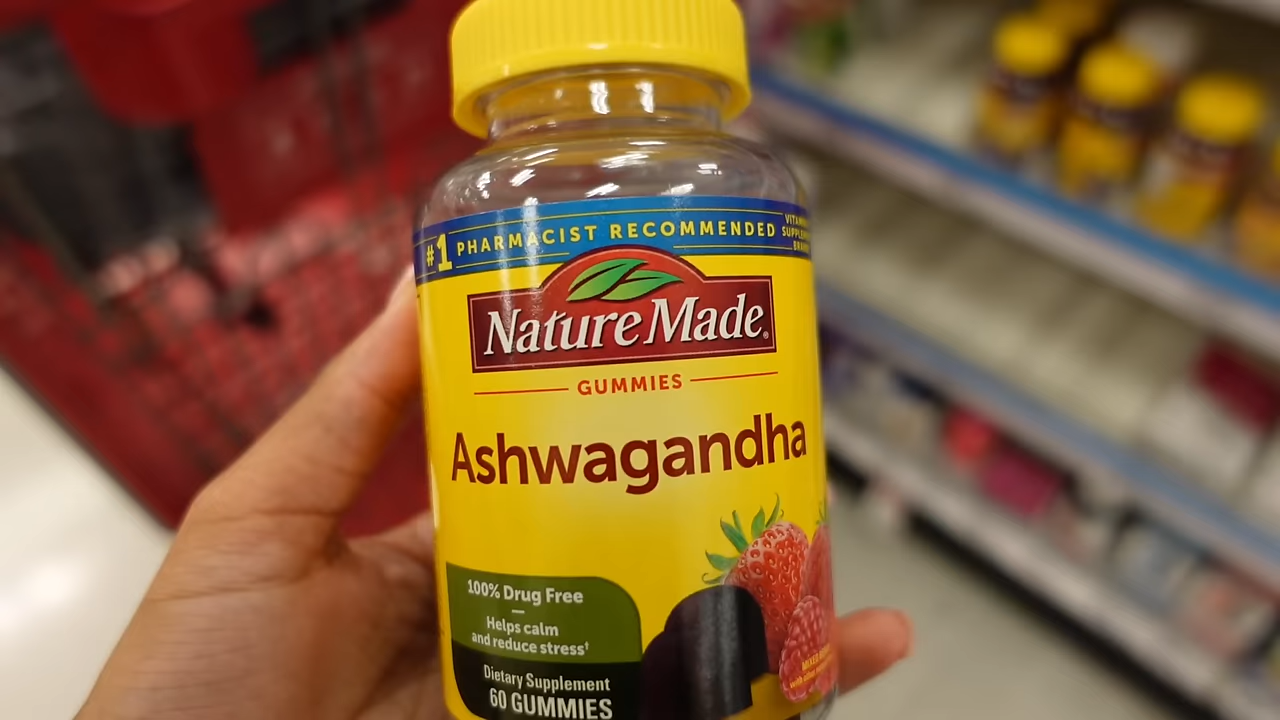 #1 PHARMACIST RECOMMENDED
Nature Made®
GUMMIES
Ashwagandha
100% Drug Free
Helps calm
and reduce stress†
Dietary Supplement
60 GUMMIES